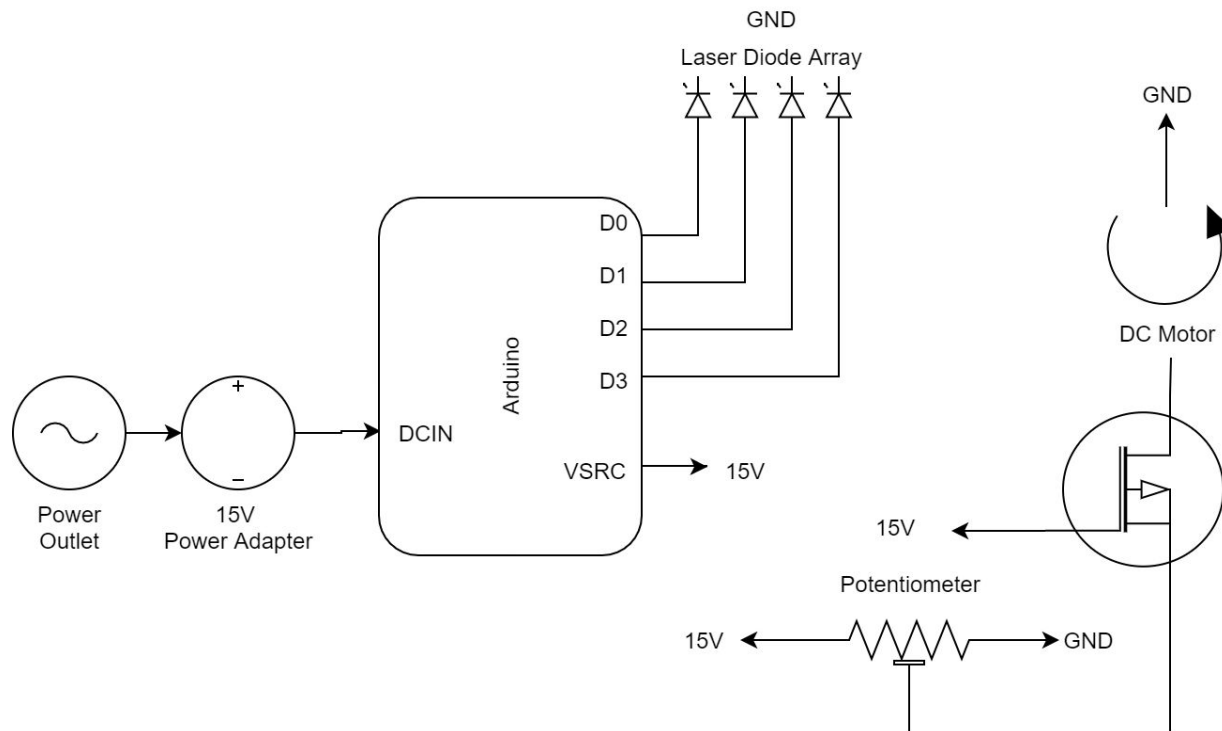 GND
Laser Diode Array
GND
D0
D1
D2
D3
Arduino
DCIN
VSRC
15V
DC Motor
+
−
Power
Outlet
15V
Power Adapter
15V
Potentiometer
15V
GND